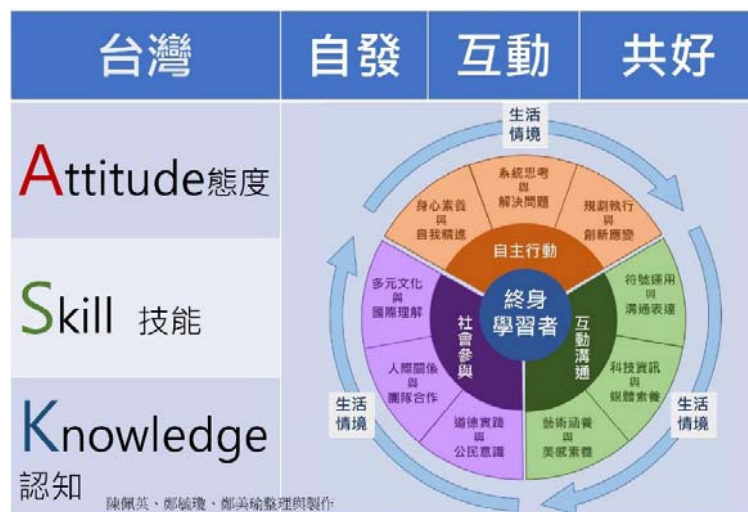 台灣
自發
互動
共好
Attitude態度
Skill 技能
Knowledge
認知
生活
情境
系統思考
與
解決問題
身心素養
與
自我精進
規劃執行
與
創新應變
自主行動
多元文化
與
國際理解
符號運用
與
溝通表達
終身
學習者
社會參與
互動溝通
人際關係
與
團隊合作
科技資訊
與
媒體素養
道德實踐
與
公民意識
藝術涵養
與
美感素養
生活
情境
生活
情境
陳佩英、鄭毓瓊、鄭美瑜整理與製作